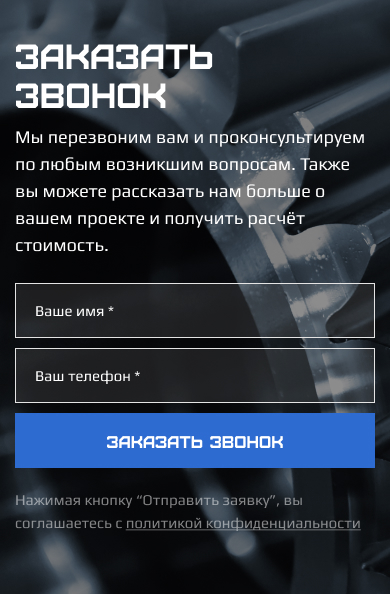 ЗАКАЗАТЬ
ЗВОНОК
Мы перезвоним вам и проконсультируем
по любым возникшим вопросам. Также
вы можете рассказать нам больше о
вашем проекте и получить расчёт
стоимость.
Ваше имя *
Ваш телефон *
ЗАКАЗАТЬ ЗВОНОК
Нажимая кнопку “Отправить заявку”, вы
соглашаетесь с политикой конфиденциальности